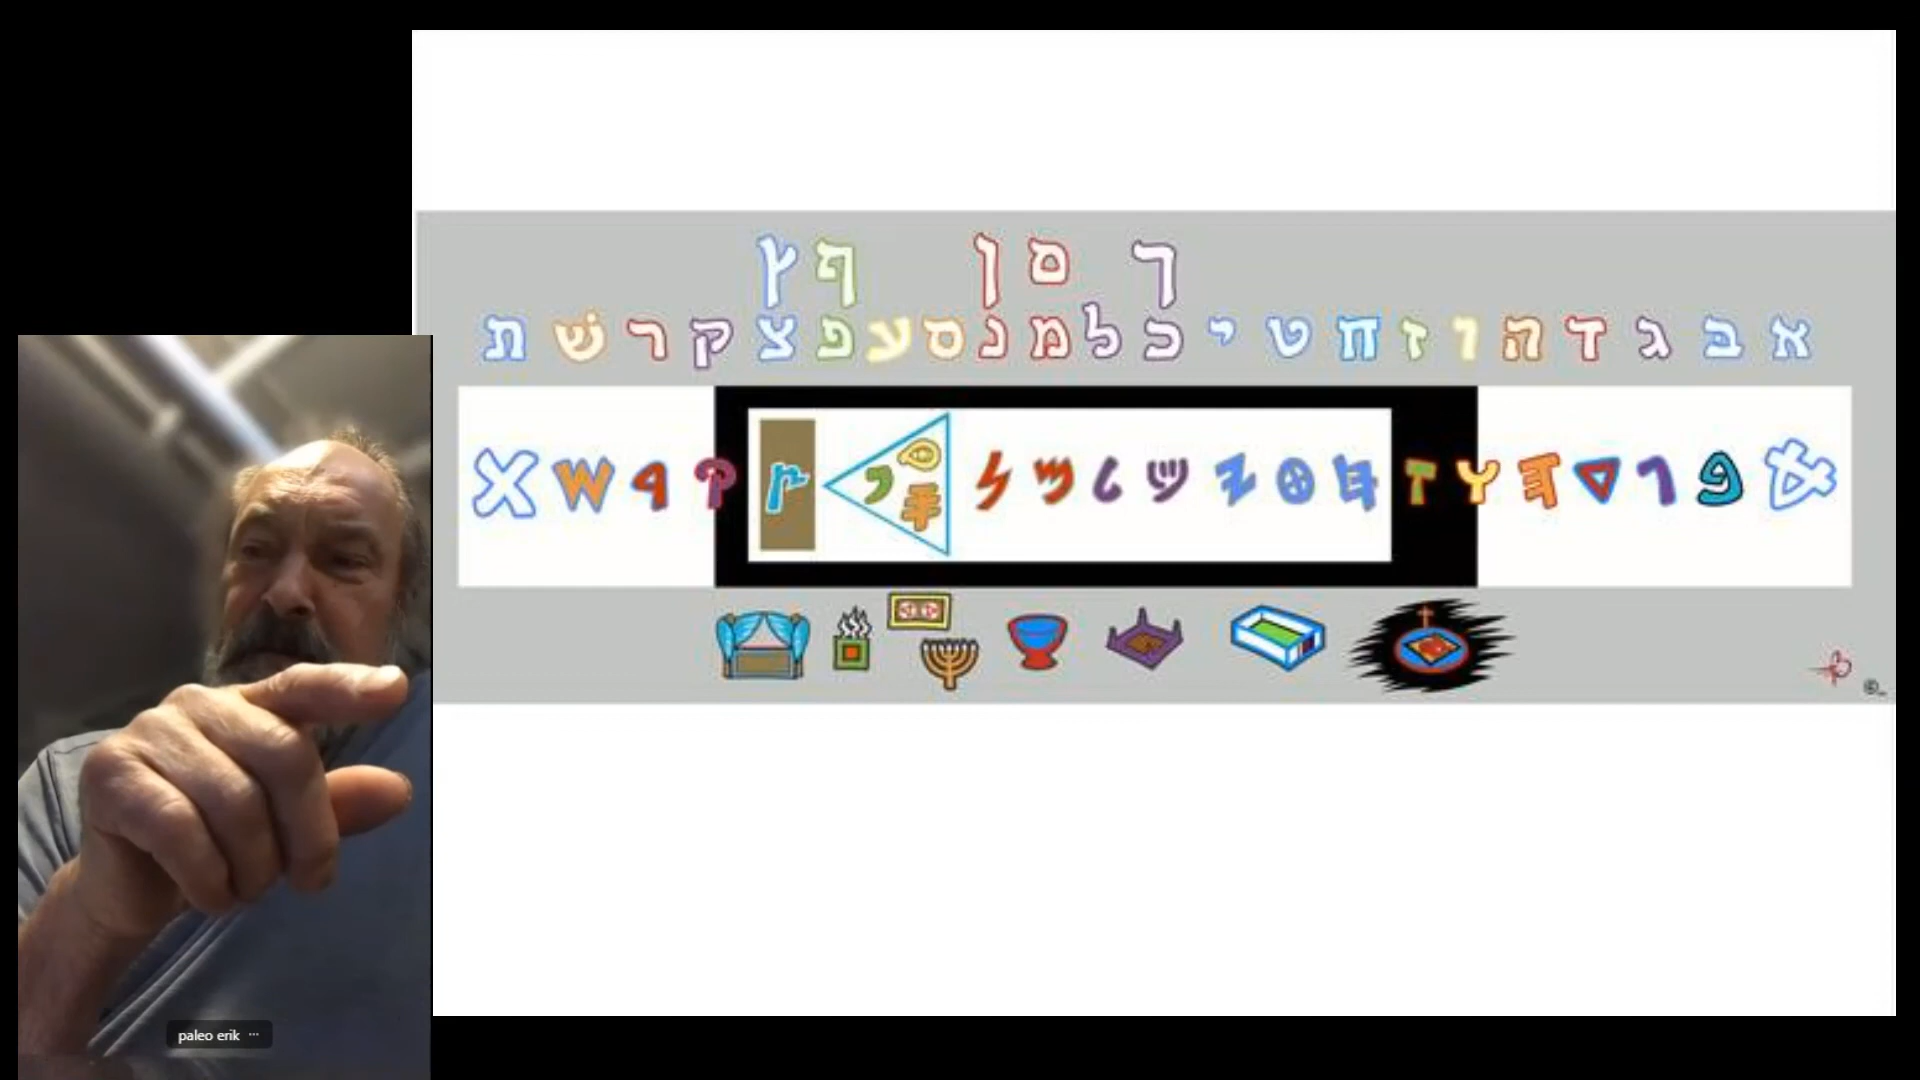 ך ם ן ף ץ
א ב ג ד ה ו ז ח ט י כ ל מ נ ס ע פ צ ק ר שׁ ת
𐤀 𐤁 𐤂 𐤃 𐤄 𐤅 𐤆 𐤇 𐤈 𐤉 𐤊 𐤋 𐤌 𐤍 𐤎 𐤏 𐤐 𐤑 𐤒 𐤓 𐤔 𐤕
paleo erik ···